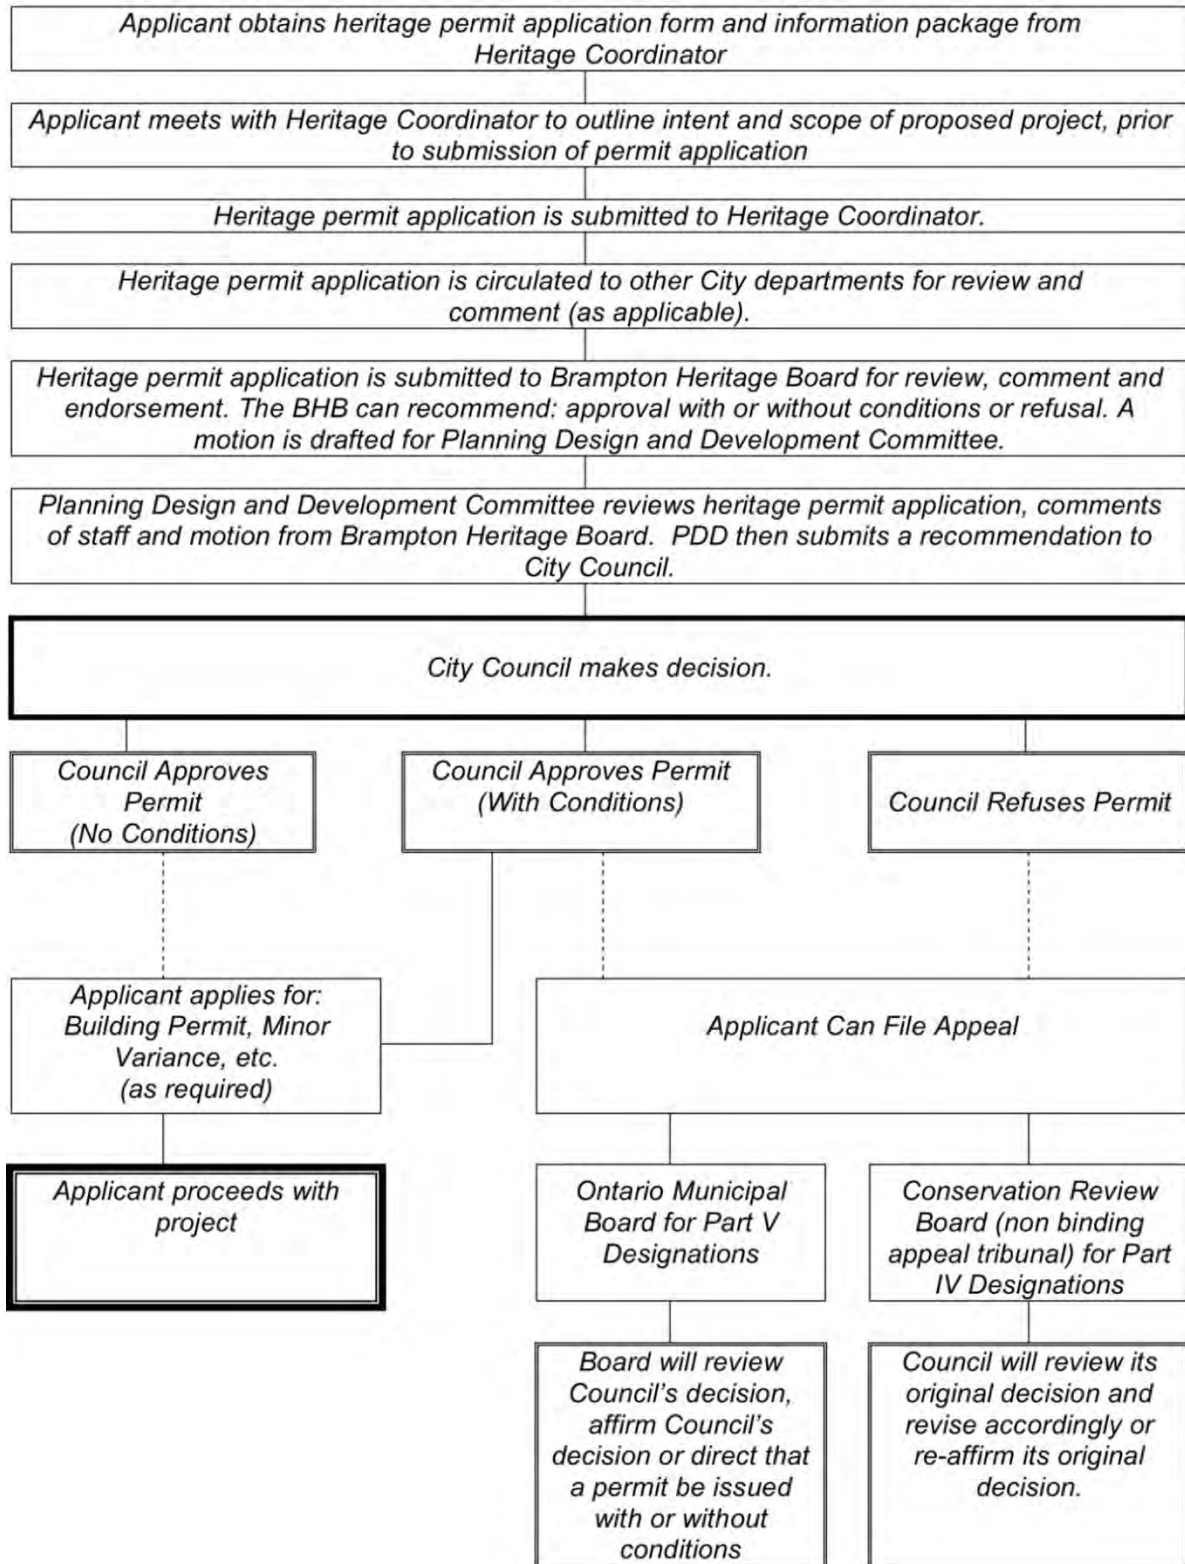 Applicant obtains heritage permit application form and information package from
Heritage Coordinator
Applicant meets with Heritage Coordinator to outline intent and scope of proposed project, prior
to submission of permit application
Heritage permit application is submitted to Heritage Coordinator.
Heritage permit application is circulated to other City departments for review and
comment (as applicable).
Heritage permit application is submitted to Brampton Heritage Board for review, comment and
endorsement. The BHB can recommend: approval with or without conditions or refusal. A
motion is drafted for Planning Design and Development Committee.
Planning Design and Development Committee reviews heritage permit application, comments
of staff and motion from Brampton Heritage Board. PDD then submits a recommendation to
City Council.
City Council makes decision.
Council Approves
Permit
(No Conditions)
Council Approves Permit
(With Conditions)
Council Refuses Permit
Applicant applies for:
Building Permit, Minor
Variance, etc.
(as required)
Applicant Can File Appeal
Applicant proceeds with
project
Ontario Municipal
Board for Part V
Designations
Conservation Review
Board (non binding
appeal tribunal) for Part
IV Designations
Board will review
Council's decision,
affirm Council's
decision or direct that
a permit be issued
with or without
conditions
Council will review its
original decision and
revise accordingly or
re-affirm its original
decision.